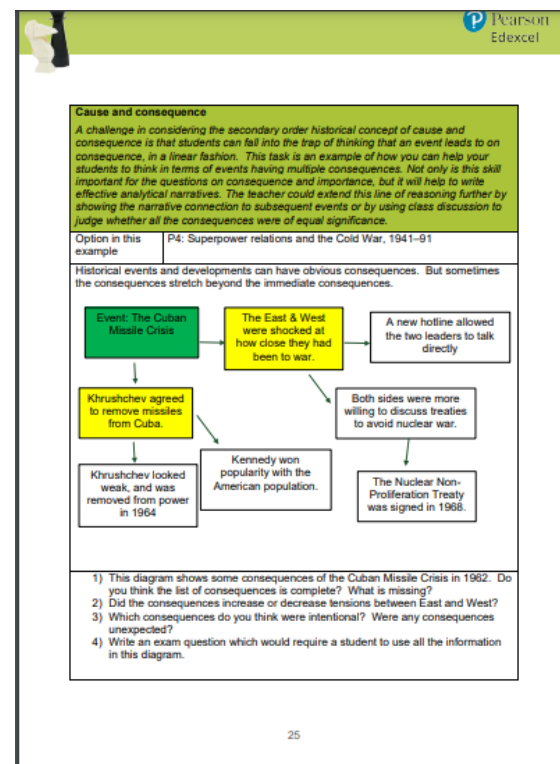 Pearson
Edexcel
Cause and consequence
A challenge in considering the secondary order historical concept of cause and
consequence is that students can fall into the trap of thinking that an event leads to on
consequence, in a linear fashion. This task is an example of how you can help your
students to think in terms of events having multiple consequences. Not only is this skill
important for the questions on consequence and importance, but it will help to write
effective analytical narratives. The teacher could extend this line of reasoning further by
showing the narrative connection to subsequent events or by using class discussion to
judge whether all the consequences were of equal significance.
Option in this
example
P4: Superpower relations and the Cold War, 1941–91
Historical events and developments can have obvious consequences. But sometimes
the consequences stretch beyond the immediate consequences.
Event: The Cuban
Missile Crisis
The East & West
were shocked at
how close they had
been to war.
A new hotline allowed
the two leaders to talk
directly
Khrushchev agreed
to remove missiles
from Cuba.
Both sides were more
willing to discuss treaties
to avoid nuclear war.
Khrushchev looked
weak, and was
removed from power
in 1964
Kennedy won
popularity with the
American population.
The Nuclear Non-
Proliferation Treaty
was signed in 1968.
1) This diagram shows some consequences of the Cuban Missile Crisis in 1962. Do
you think the list of consequences is complete? What is missing?
2) Did the consequences increase or decrease tensions between East and West?
3) Which consequences do you think were intentional? Were any consequences
unexpected?
4) Write an exam question which would require a student to use all the information
in this diagram.
25